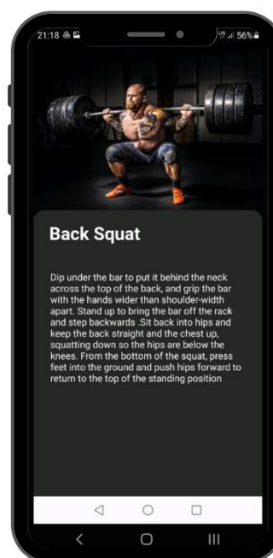 21:18
LTE 56%
Back Squat
Dip under the bar to put it behind the neck
across the top of the back, and grip the bar
with the hands wider than shoulder-width
apart. Stand up to bring the bar off the rack
and step backwards .Sit back into hips and
keep the back straight and the chest up,
squatting down so the hips are below the
knees. From the bottom of the squat, press
feet into the ground and push hips forward to
return to the top of the standing position